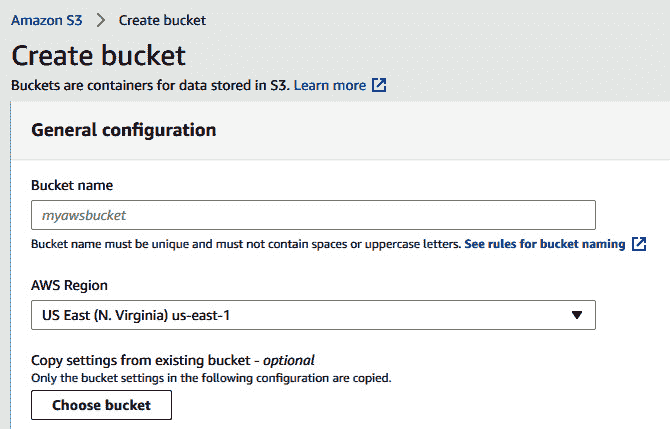 Amazon S3 > Create bucket
Create bucket
Buckets are containers for data stored in S3. Learn more
General configuration
Bucket name
myawsbucket
Bucket name must be unique and must not contain spaces or uppercase letters. See rules for bucket naming
AWS Region
US East (N. Virginia) us-east-1
Copy settings from existing bucket - optional
Only the bucket settings in the following configuration are copied.
Choose bucket